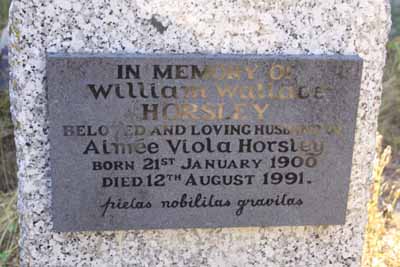 IN MEMORY OF
William Wallace
HORSLEY
BELOVED AND LOVING HUSBAND OF
Aimée Viola Horsley
BORN 21ST JANUARY 1900
DIED 12TH AUGUST 1991.
pietas nobilitas gravitas